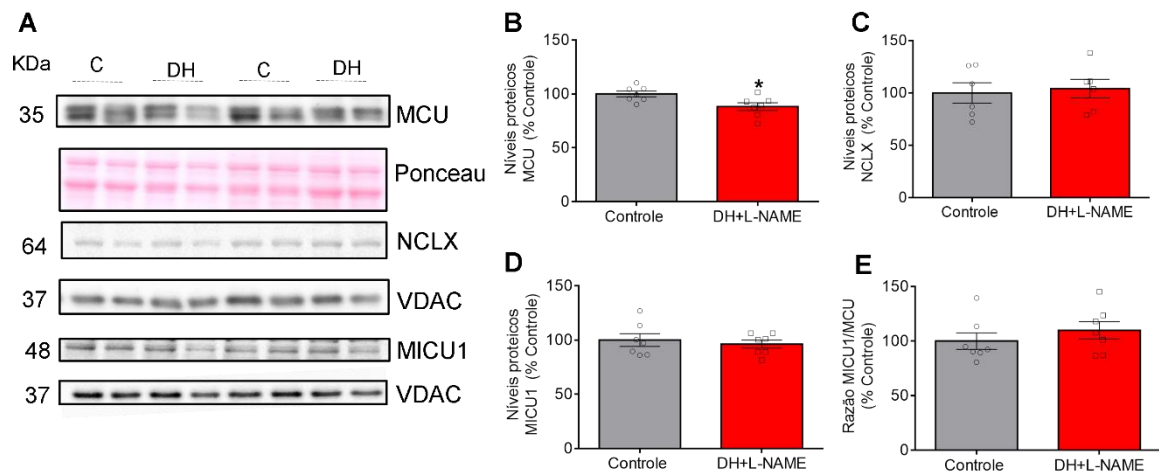 A
KDa
C DH C DH
35 MCU
Ponceau
64 NCLX
37 VDAC
48 MICU1
37 VDAC
B
Níveis proteicos
MCU (% Controle)
150
100
50
0
*
Controle DH+L-NAME
C
Níveis proteicos
NCLX (% Controle)
150
100
50
0
Controle DH+L-NAME
D
Níveis proteicos
MICU1 (% Controle)
150
100
50
0
Controle DH+L-NAME
E
Razão MICU1/MCU
(% Controle)
150
100
50
0
Controle DH+L-NAME